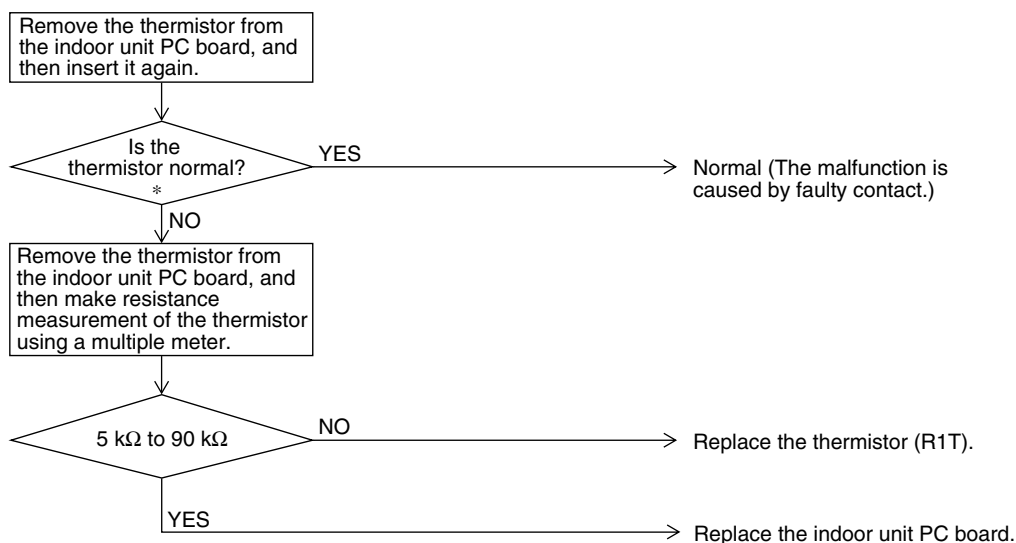 Remove the thermistor from
the indoor unit PC board, and
then insert it again.
Is the
thermistor normal?
*
YES
Normal (The malfunction is
caused by faulty contact.)
NO
Remove the thermistor from
the indoor unit PC board, and
then make resistance
measurement of the thermistor
using a multiple meter.
5 kΩ to 90 kΩ
NO
Replace the thermistor (R1T).
YES
Replace the indoor unit PC board.